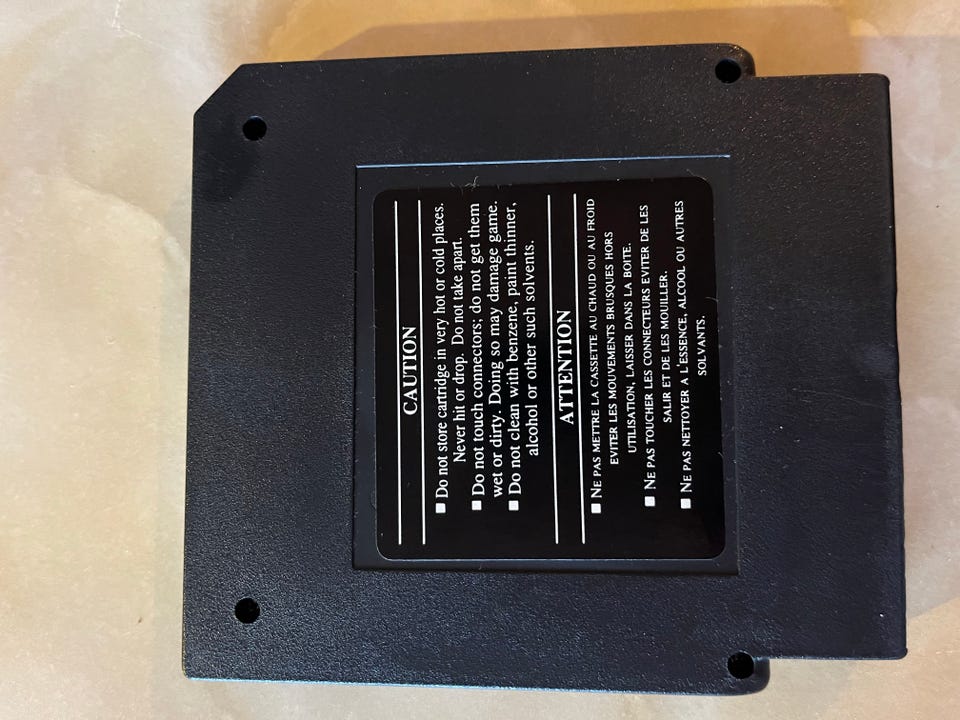 CAUTION
■ Do not store cartridge in very hot or cold places.
Never hit or drop. Do not take apart.
■ Do not touch connectors; do not get them
wet or dirty. Doing so may damage game.
■ Do not clean with benzene, paint thinner,
alcohol or other such solvents.
ATTENTION
■ NE PAS METTRE LA CASSETTE AU CHAUD OU AU FROID
EVITER LES MOUVEMENTS BRUSQUES HORS
UTILISATION, LAISSER DANS LA BOITE.
■ NE PAS TOUCHER LES CONNECTEURS EVITER DE LES
SALIR ET DE LES MOUILLER.
■ NE PAS NETTOYER A L'ESSENCE, ALCOOL OU AUTRES
SOLVANTS.